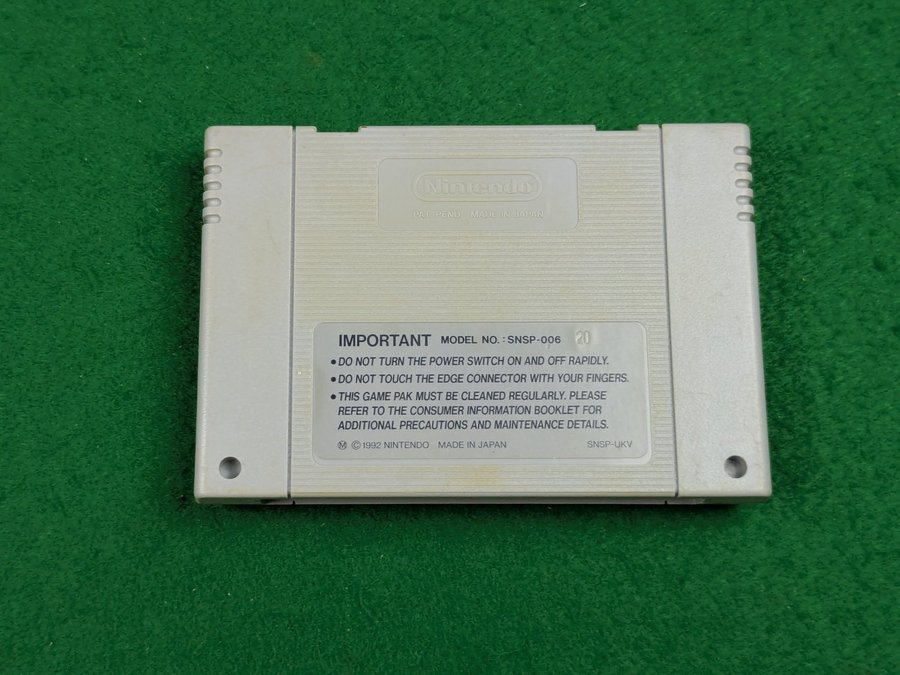 Nintendo
PAT. PEND. MADE IN JAPAN
IMPORTANT MODEL NO.: SNSP-006 20
• DO NOT TURN THE POWER SWITCH ON AND OFF RAPIDLY.
• DO NOT TOUCH THE EDGE CONNECTOR WITH YOUR FINGERS.
• THIS GAME PAK MUST BE CLEANED REGULARLY. PLEASE
REFER TO THE CONSUMER INFORMATION BOOKLET FOR
ADDITIONAL PRECAUTIONS AND MAINTENANCE DETAILS.
Ⓜ ©1992 NINTENDO MADE IN JAPAN SNSP-UKV